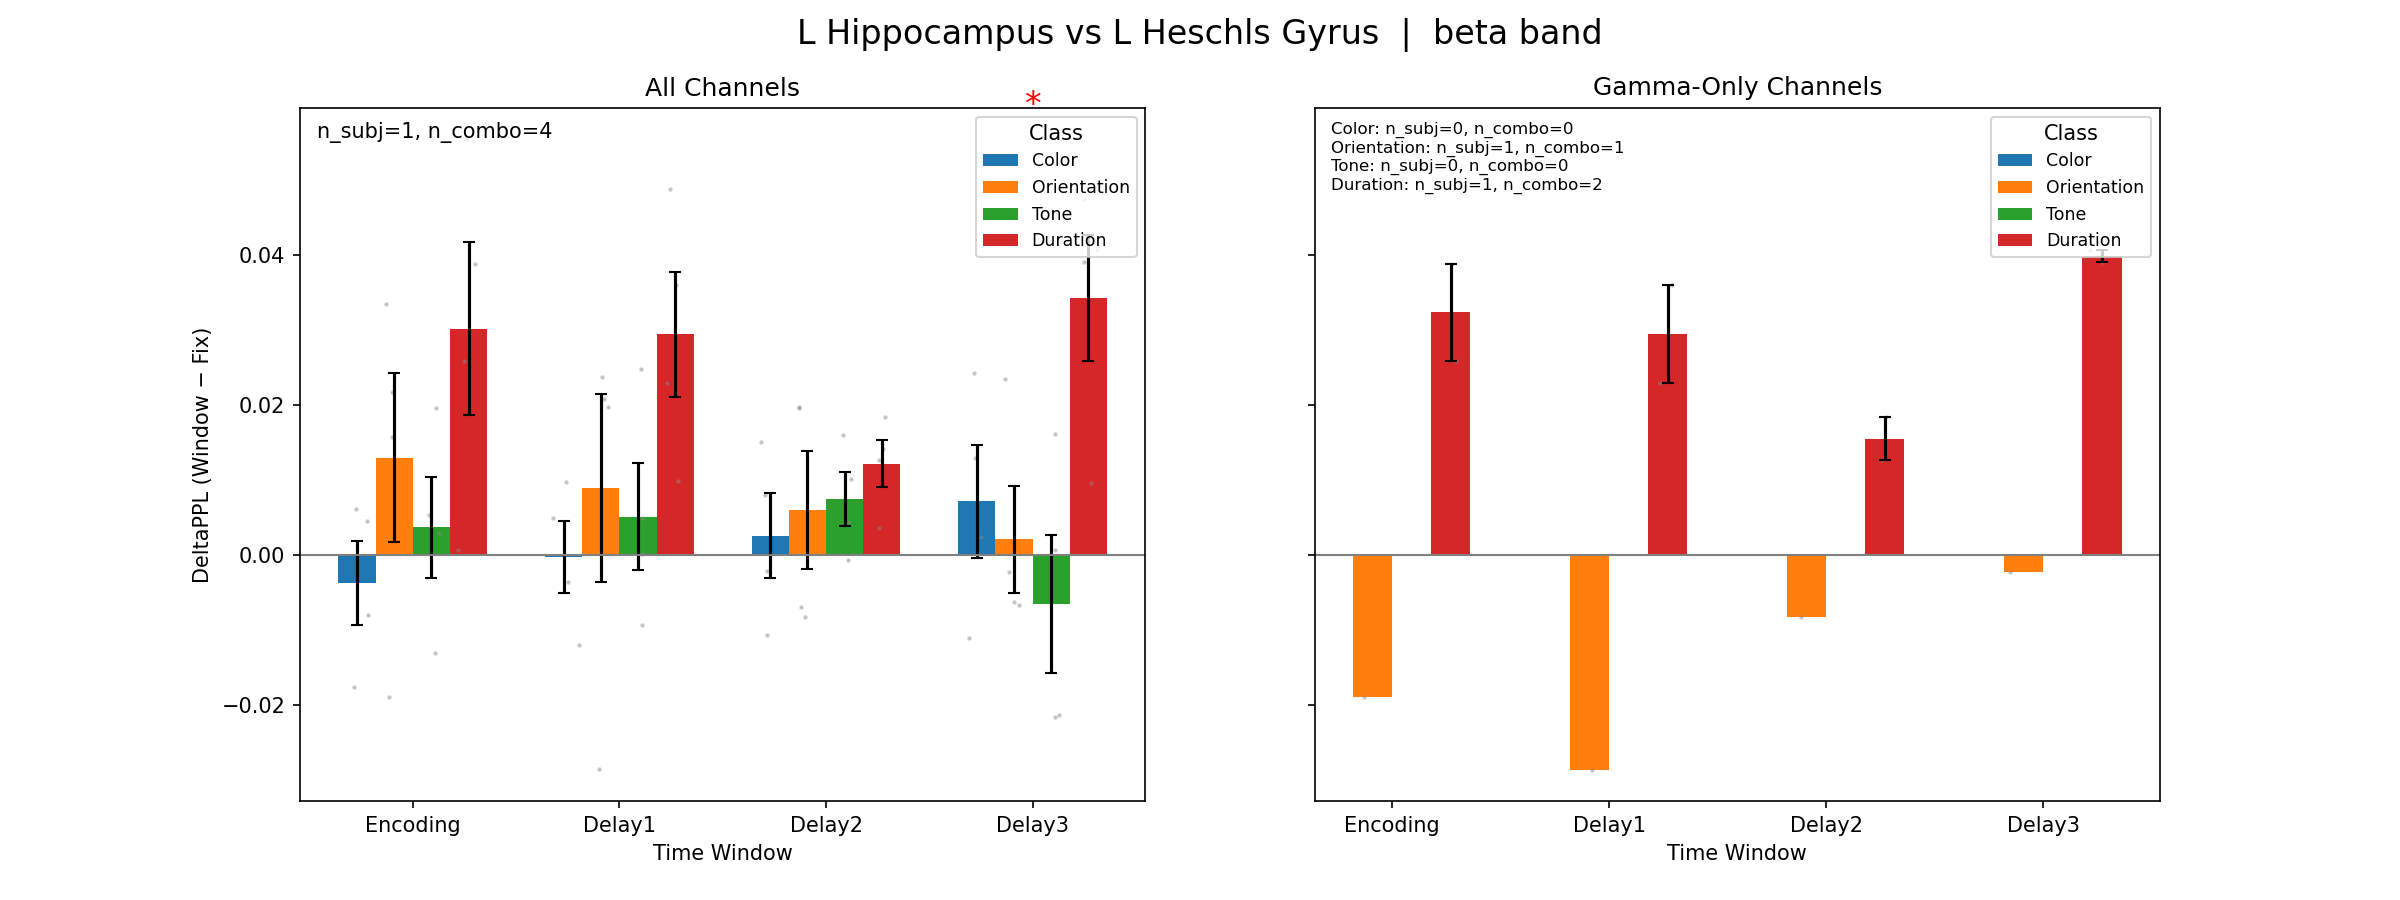 L Hippocampus vs L Heschls Gyrus | beta band
All Channels
*
n_subj=1, n_combo=4
Class
Color
Orientation
Tone
Duration
DeltaPPL (Window − Fix)
0.04
0.02
0.00
−0.02
Encoding
Delay1
Delay2
Delay3
Time Window
Gamma-Only Channels
Color: n_subj=0, n_combo=0
Orientation: n_subj=1, n_combo=1
Tone: n_subj=0, n_combo=0
Duration: n_subj=1, n_combo=2
Class
Color
Orientation
Tone
Duration
Encoding
Delay1
Delay2
Delay3
Time Window